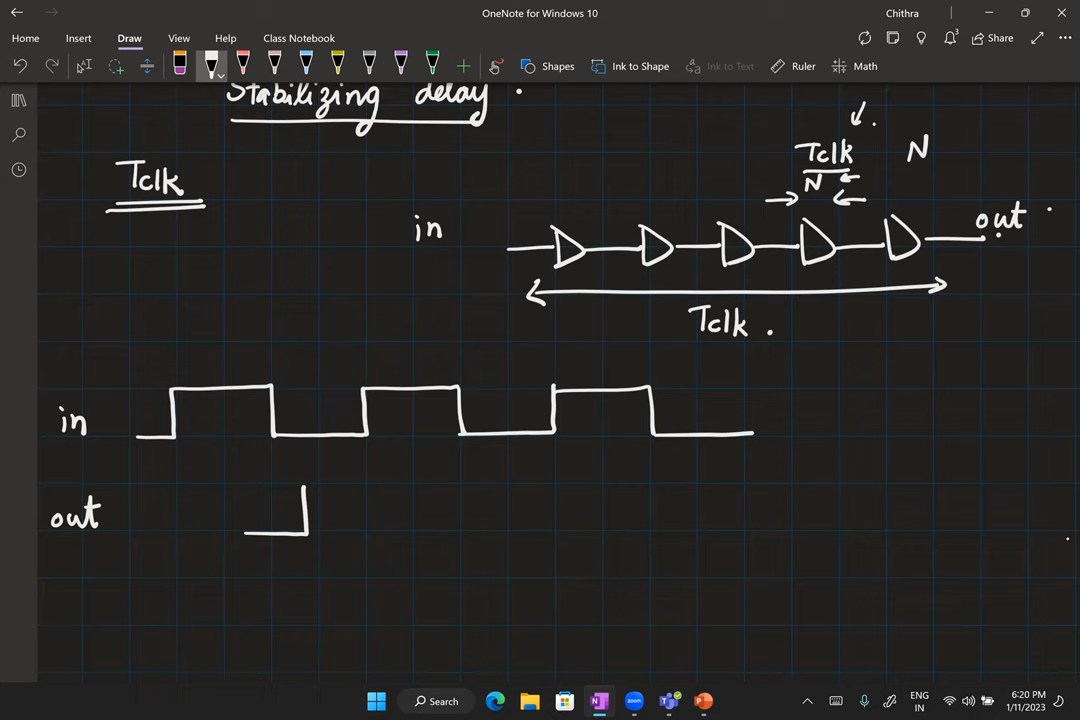 OneNote for Windows 10
Chithra
Home Insert Draw View Help Class Notebook
Share
Shapes Ink to Shape Ink to Text Ruler Math
Stabilizing delay .
Tclk
Tclk
N
N
in
out
Tclk .
in
out
Search
ENG
IN
6:20 PM
1/11/2023